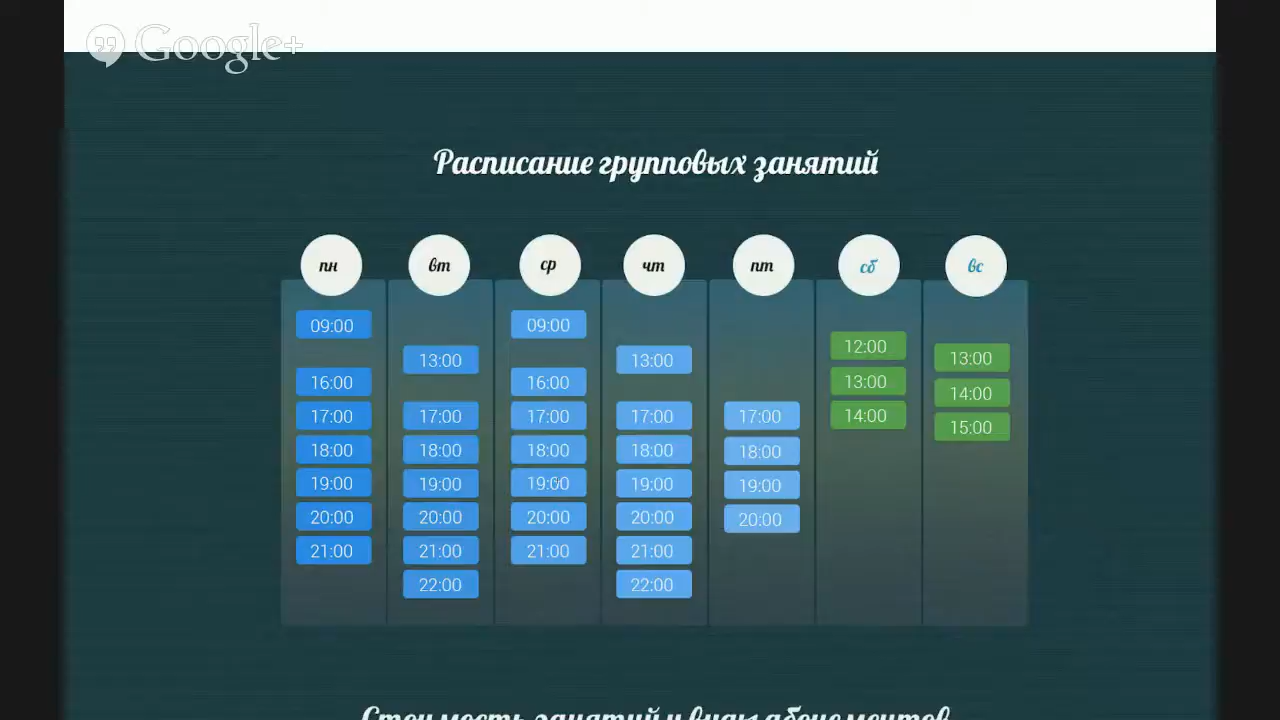 Google+
Расписание групповых занятий
пн вт ср чт пт сб вс
09:00 09:00
12:00
13:00 13:00 13:00
16:00 16:00 13:00 14:00
17:00 17:00 17:00 17:00 17:00 14:00 15:00
18:00 18:00 18:00 18:00 18:00
19:00 19:00 19:00 19:00 19:00
20:00 20:00 20:00 20:00 20:00
21:00 21:00 21:00 21:00
22:00 22:00
Стоимость занятий и виды абонементов